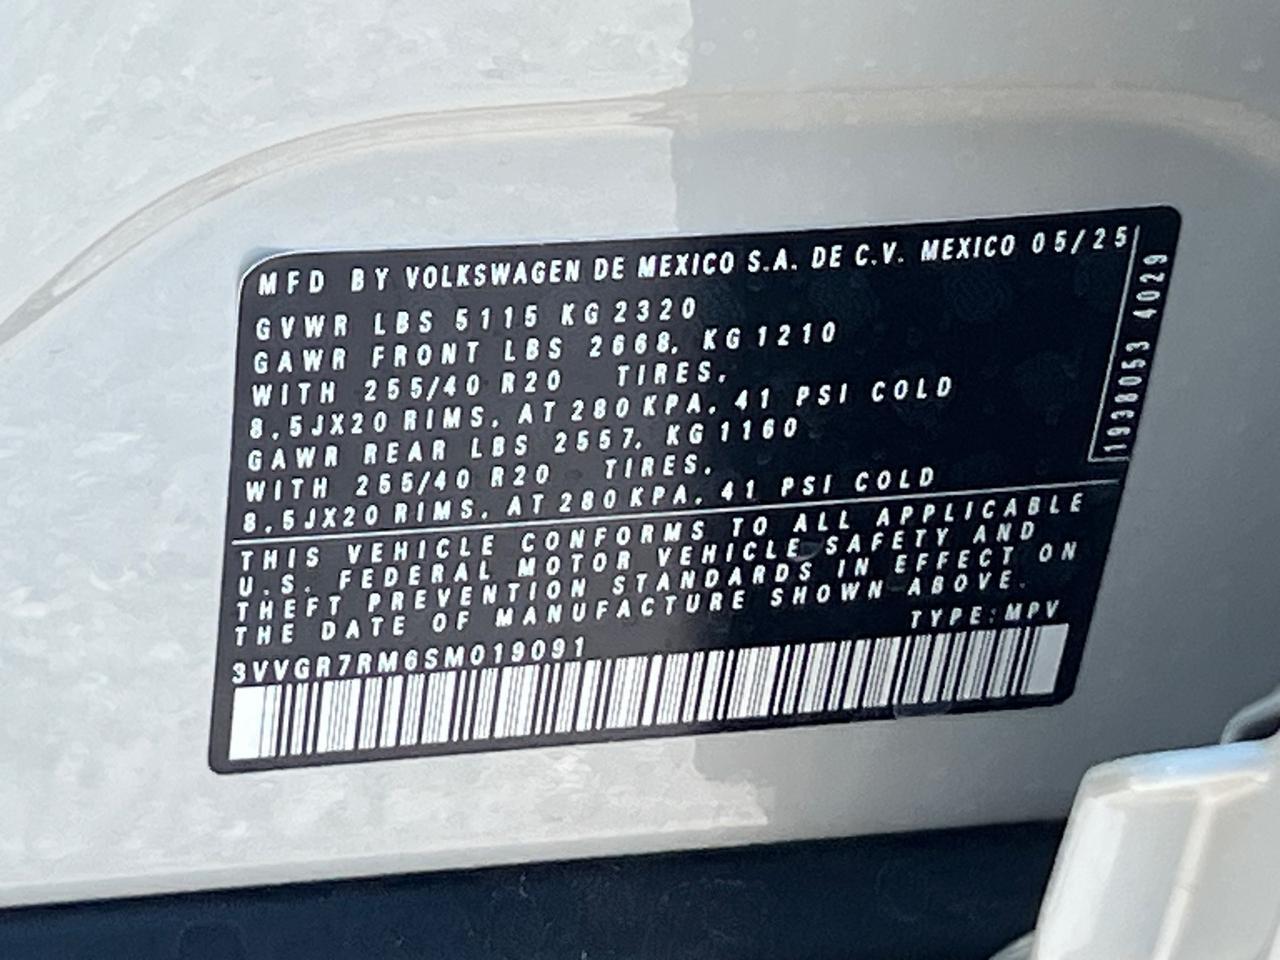 MFD BY VOLKSWAGEN DE MEXICO S.A. DE C.V. MEXICO 05/25
GVWR LBS 5115 KG 2320
GAWR FRONT LBS 2668, KG 1210
WITH 255/40 R20 TIRES,
8.5JX20 RIMS, AT 280 KPA, 41 PSI COLD
GAWR REAR LBS 2557, KG 1160
WITH 255/40 R20 TIRES,
8.5JX20 RIMS, AT 280 KPA, 41 PSI COLD
THIS VEHICLE CONFORMS TO ALL APPLICABLE
U.S. FEDERAL MOTOR VEHICLE SAFETY AND
THEFT PREVENTION STANDARDS IN EFFECT ON
THE DATE OF MANUFACTURE SHOWN ABOVE.
TYPE: MPV
3VVGR7RM6SM019091
1938053 4029